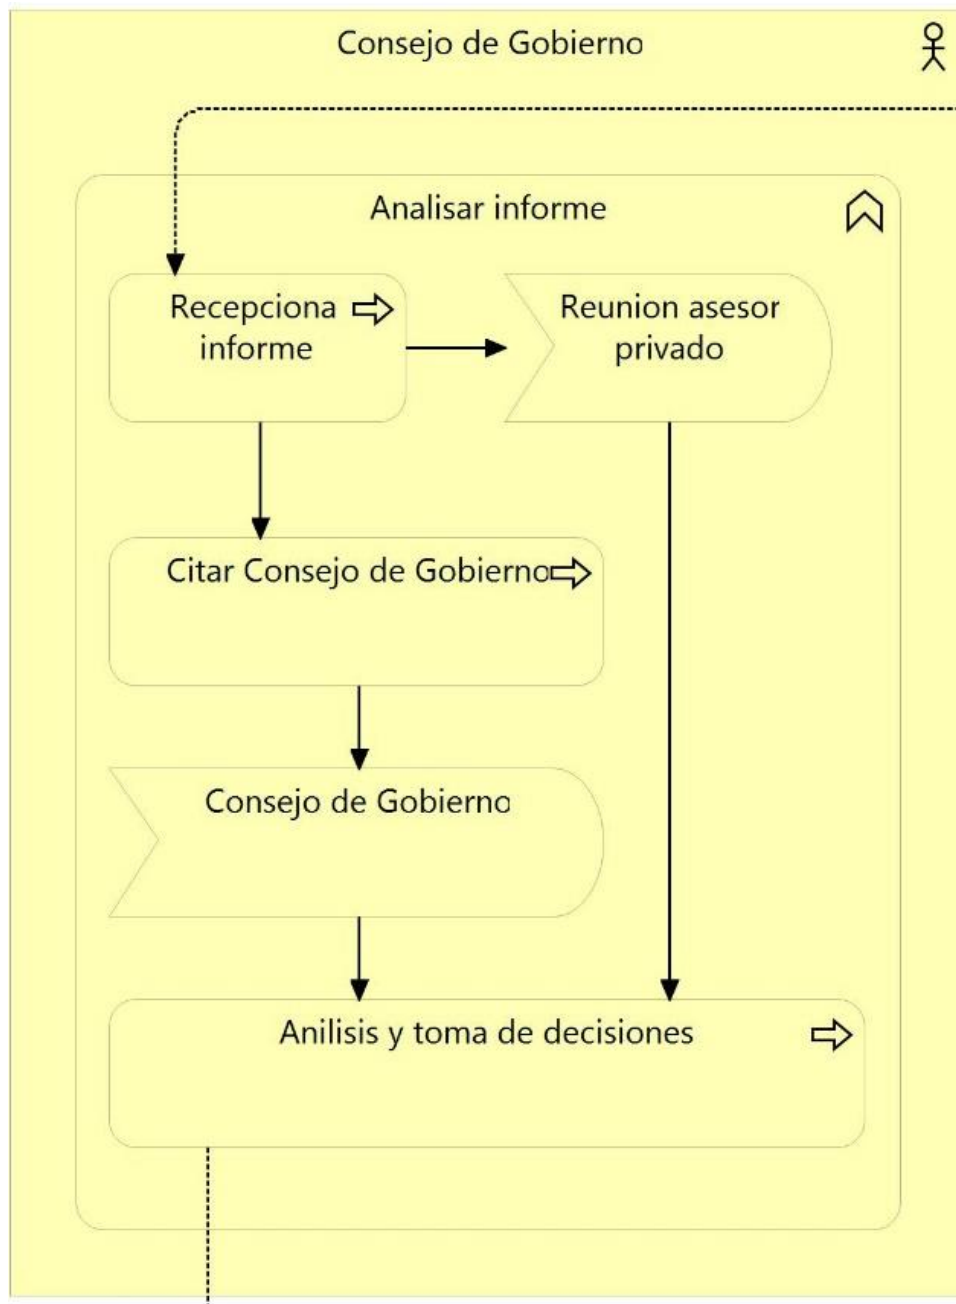 Consejo de Gobierno
Analisar informe
Recepciona
informe
Reunion asesor
privado
Citar Consejo de Gobierno
Consejo de Gobierno
Anilisis y toma de decisiones